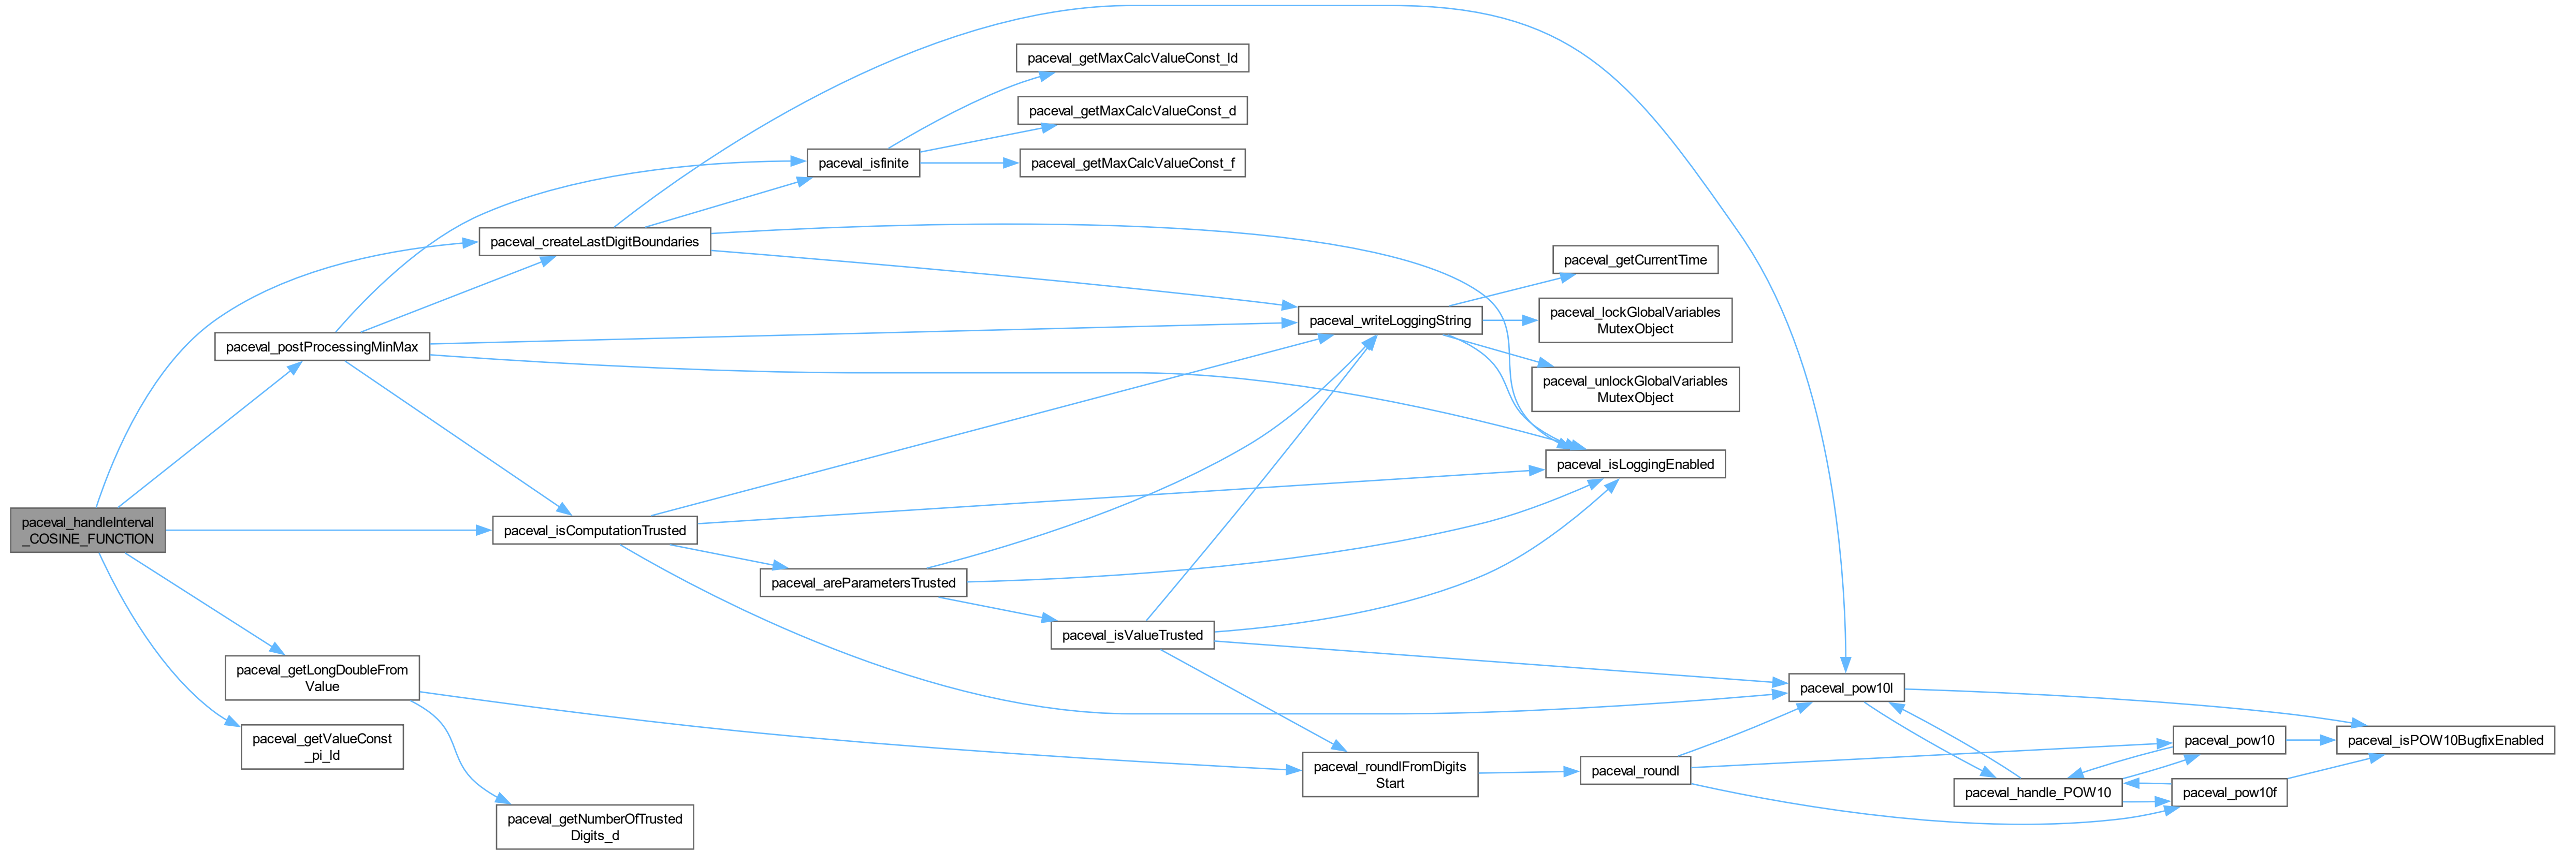 paceval_getMaxCalcValueConst_ld
paceval_getMaxCalcValueConst_d
paceval_isfinite
paceval_getMaxCalcValueConst_f
paceval_createLastDigitBoundaries
paceval_getCurrentTime
paceval_writeLoggingString
paceval_lockGlobalVariables
MutexObject
paceval_postProcessingMinMax
paceval_unlockGlobalVariables
MutexObject
paceval_isLoggingEnabled
paceval_handleInterval
_COSINE_FUNCTION
paceval_isComputationTrusted
paceval_areParametersTrusted
paceval_isValueTrusted
paceval_getLongDoubleFrom
Value
paceval_pow10l
paceval_getValueConst
_pi_ld
paceval_pow10
paceval_isPOW10BugfixEnabled
paceval_roundlFromDigits
Start
paceval_roundl
paceval_handle_POW10
paceval_pow10f
paceval_getNumberOfTrusted
Digits_d